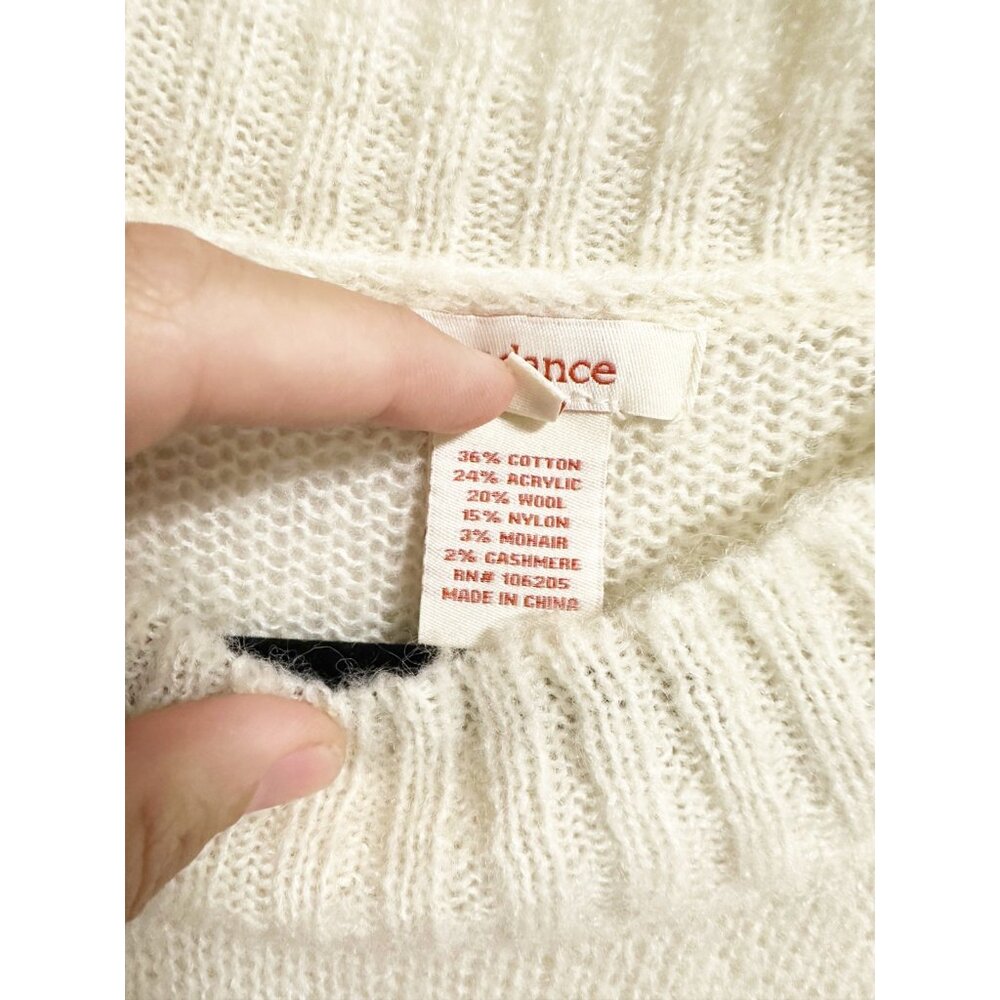 dance
36% COTTON
24% ACRYLIC
20% WOOL
15% NYLON
3% MOHAIR
2% CASHMERE
RN# 106205
MADE IN CHINA